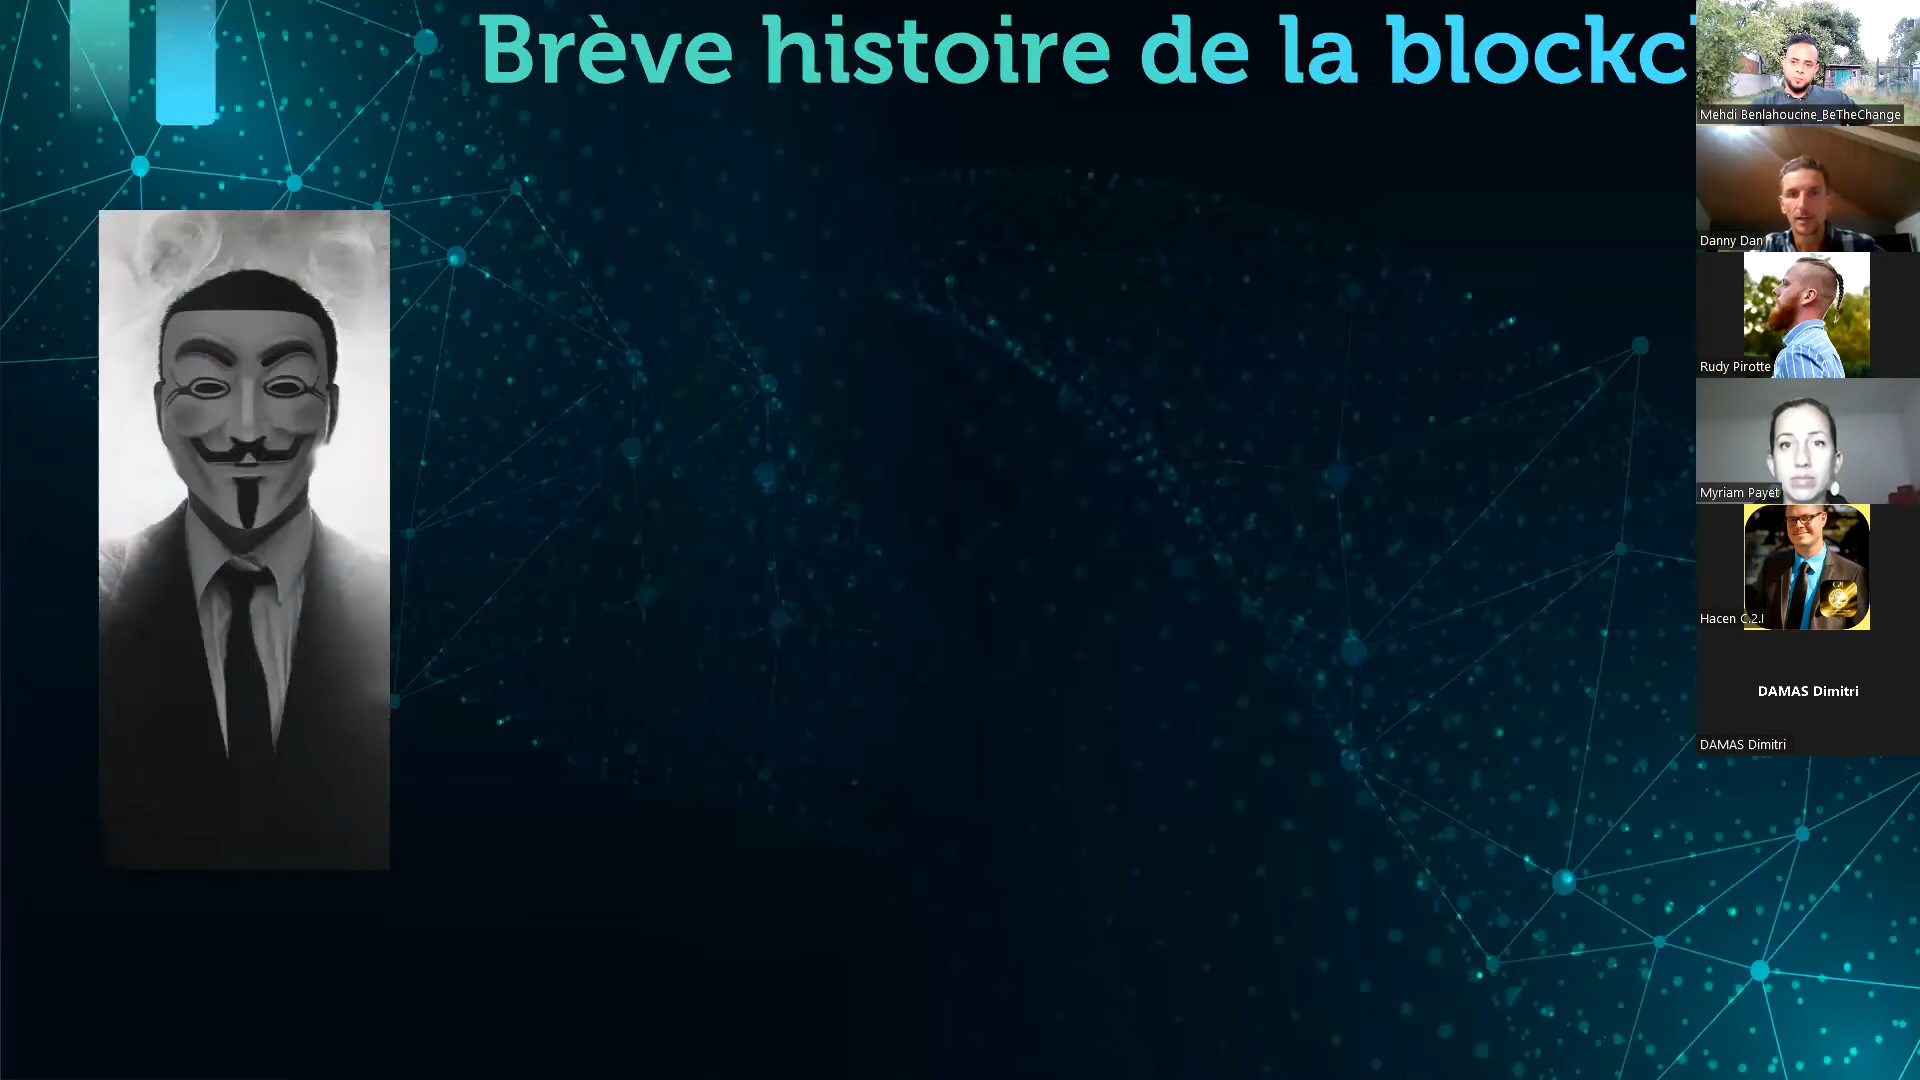 Brève histoire de la blockc
Mehdi Benlahoucine_BeTheChange
Danny Dan
Rudy Pirotte
Myriam Payet
Hacen C.2.I
DAMAS Dimitri
DAMAS Dimitri